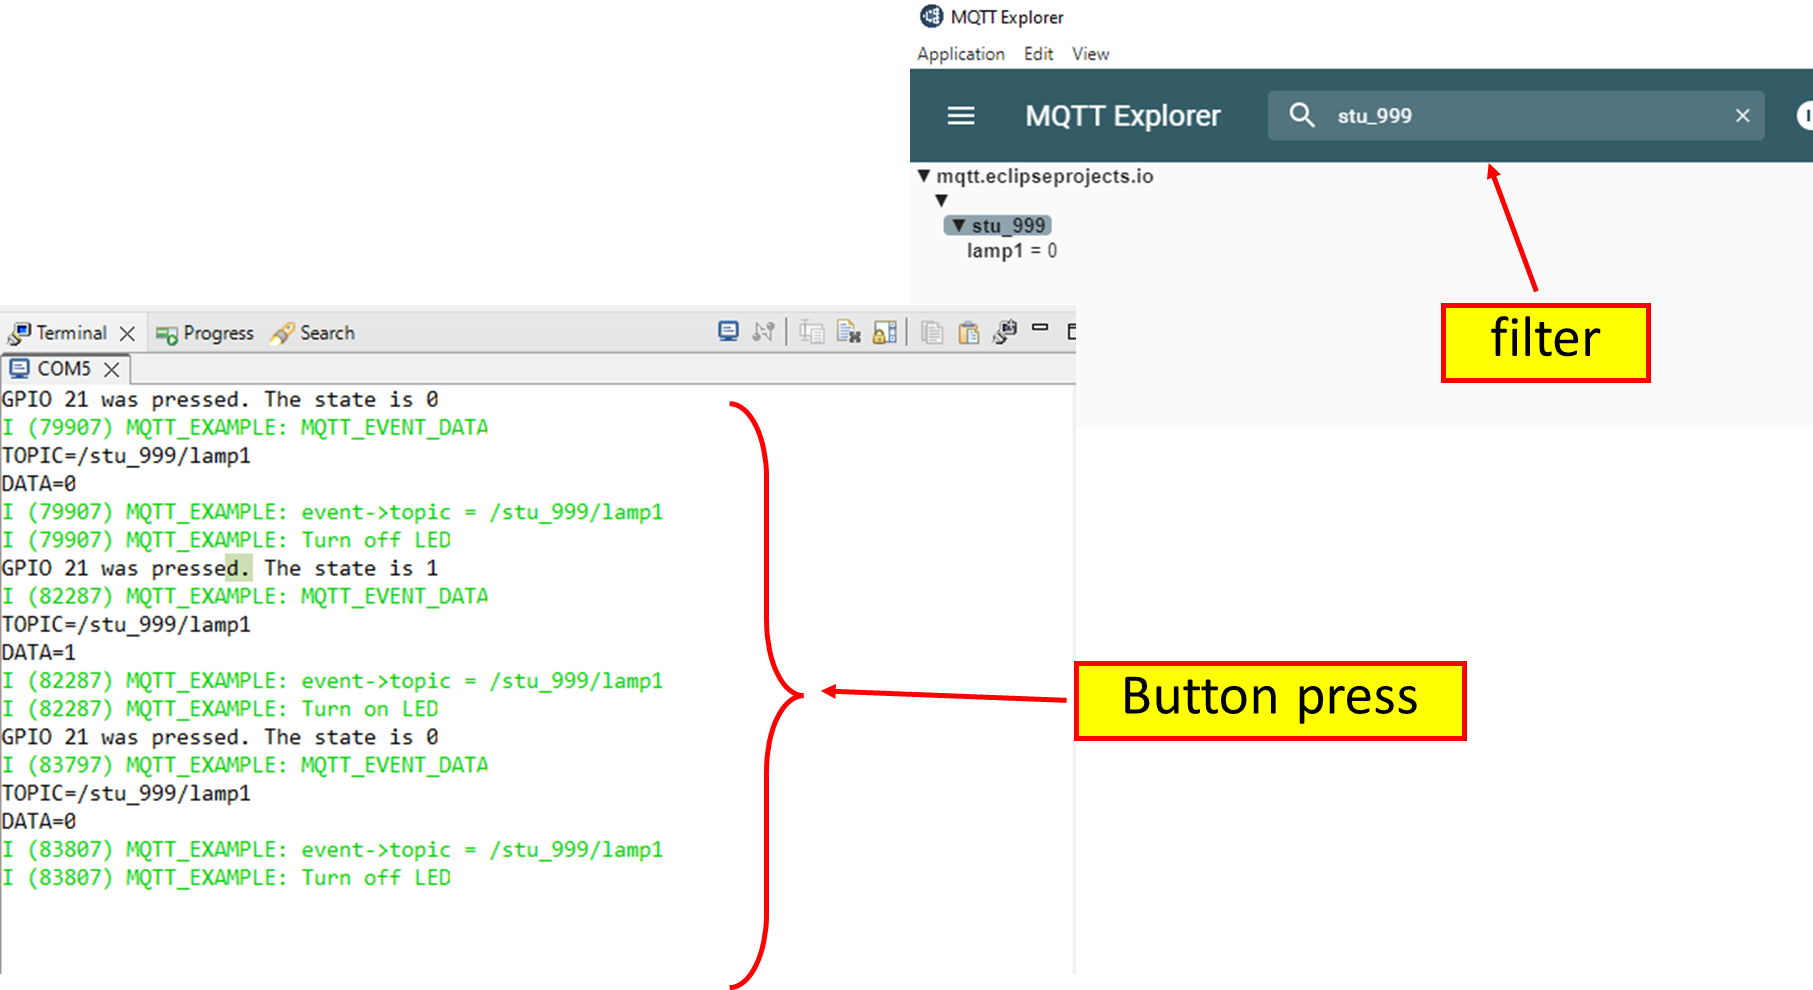 MQTT Explorer
Application Edit View
MQTT Explorer stu_999
mqtt.eclipseprojects.io
stu_999
lamp1 = 0
filter
Terminal Progress Search
COM5
GPIO 21 was pressed. The state is 0
I (79907) MQTT_EXAMPLE: MQTT_EVENT_DATA
TOPIC=/stu_999/lamp1
DATA=0
I (79907) MQTT_EXAMPLE: event->topic = /stu_999/lamp1
I (79907) MQTT_EXAMPLE: Turn off LED
GPIO 21 was pressed. The state is 1
I (82287) MQTT_EXAMPLE: MQTT_EVENT_DATA
TOPIC=/stu_999/lamp1
DATA=1
I (82287) MQTT_EXAMPLE: event->topic = /stu_999/lamp1
I (82287) MQTT_EXAMPLE: Turn on LED
GPIO 21 was pressed. The state is 0
I (83797) MQTT_EXAMPLE: MQTT_EVENT_DATA
TOPIC=/stu_999/lamp1
DATA=0
I (83807) MQTT_EXAMPLE: event->topic = /stu_999/lamp1
I (83807) MQTT_EXAMPLE: Turn off LED
Button press